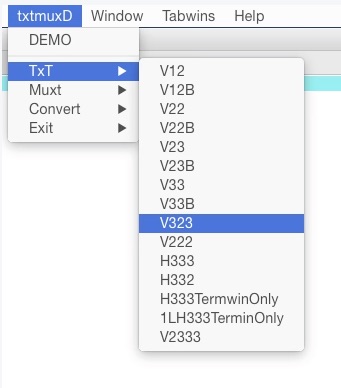 txtmuxD Window Tabwins Help
DEMO
TxT
Muxt
Convert
Exit
V12
V12B
V22
V22B
V23
V23B
V33
V33B
V323
V222
H333
H332
H333TermwinOnly
1LH333TerminOnly
V2333